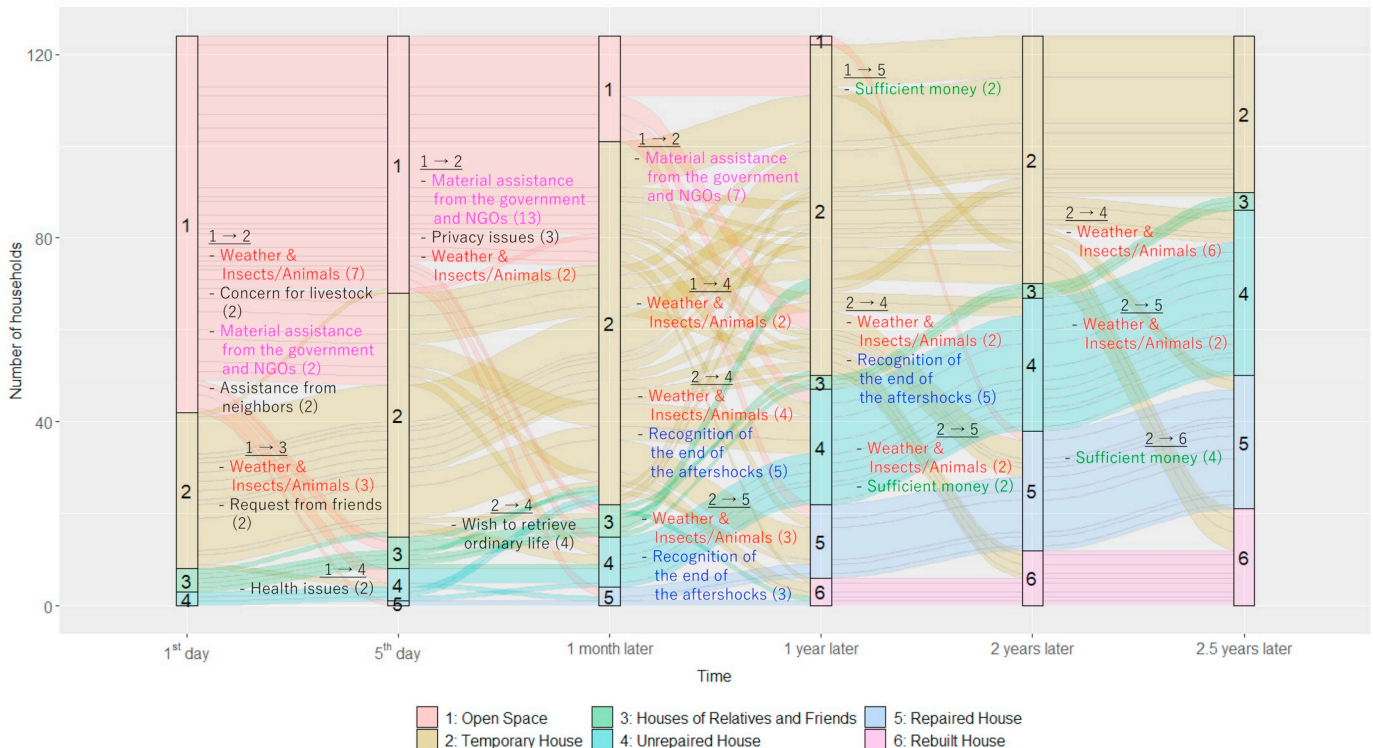 Number of households
120
80
40
0
1
2
3
4
1 → 2
- Weather &
Insects/Animals (7)
- Concern for livestock
(2)
- Material assistance
from the government
and NGOs (2)
- Assistance from
neighbors (2)
1 → 3
- Weather &
Insects/Animals (3)
- Request from friends
(2)
1 → 4
- Health issues (2)
1
2
3
4
5
1 → 2
- Material assistance
from the government
and NGOs (13)
- Privacy issues (3)
- Weather &
Insects/Animals (2)
2 → 4
- Wish to retrieve
ordinary life (4)
1
2
3
4
5
1 → 2
- Material assistance
from the government
and NGOs (7)
1 → 4
- Weather &
Insects/Animals (2)
2 → 4
- Weather &
Insects/Animals (4)
- Recognition of
the end of
the aftershocks (5)
2 → 5
- Weather &
Insects/Animals (3)
- Recognition of
the end of
the aftershocks (3)
1
2
3
4
5
6
1 → 5
- Sufficient money (2)
2 → 4
- Weather &
Insects/Animals (2)
- Recognition of
the end of
the aftershocks (5)
2 → 5
- Weather &
Insects/Animals (2)
- Sufficient money (2)
2
3
4
5
6
2 → 4
- Weather &
Insects/Animals (6)
2 → 5
- Weather &
Insects/Animals (2)
2 → 6
- Sufficient money (4)
2
3
4
5
6
1st day
5th day
1 month later
1 year later
2 years later
2.5 years later
Time
1: Open Space
2: Temporary House
3: Houses of Relatives and Friends
4: Unrepaired House
5: Repaired House
6: Rebuilt House